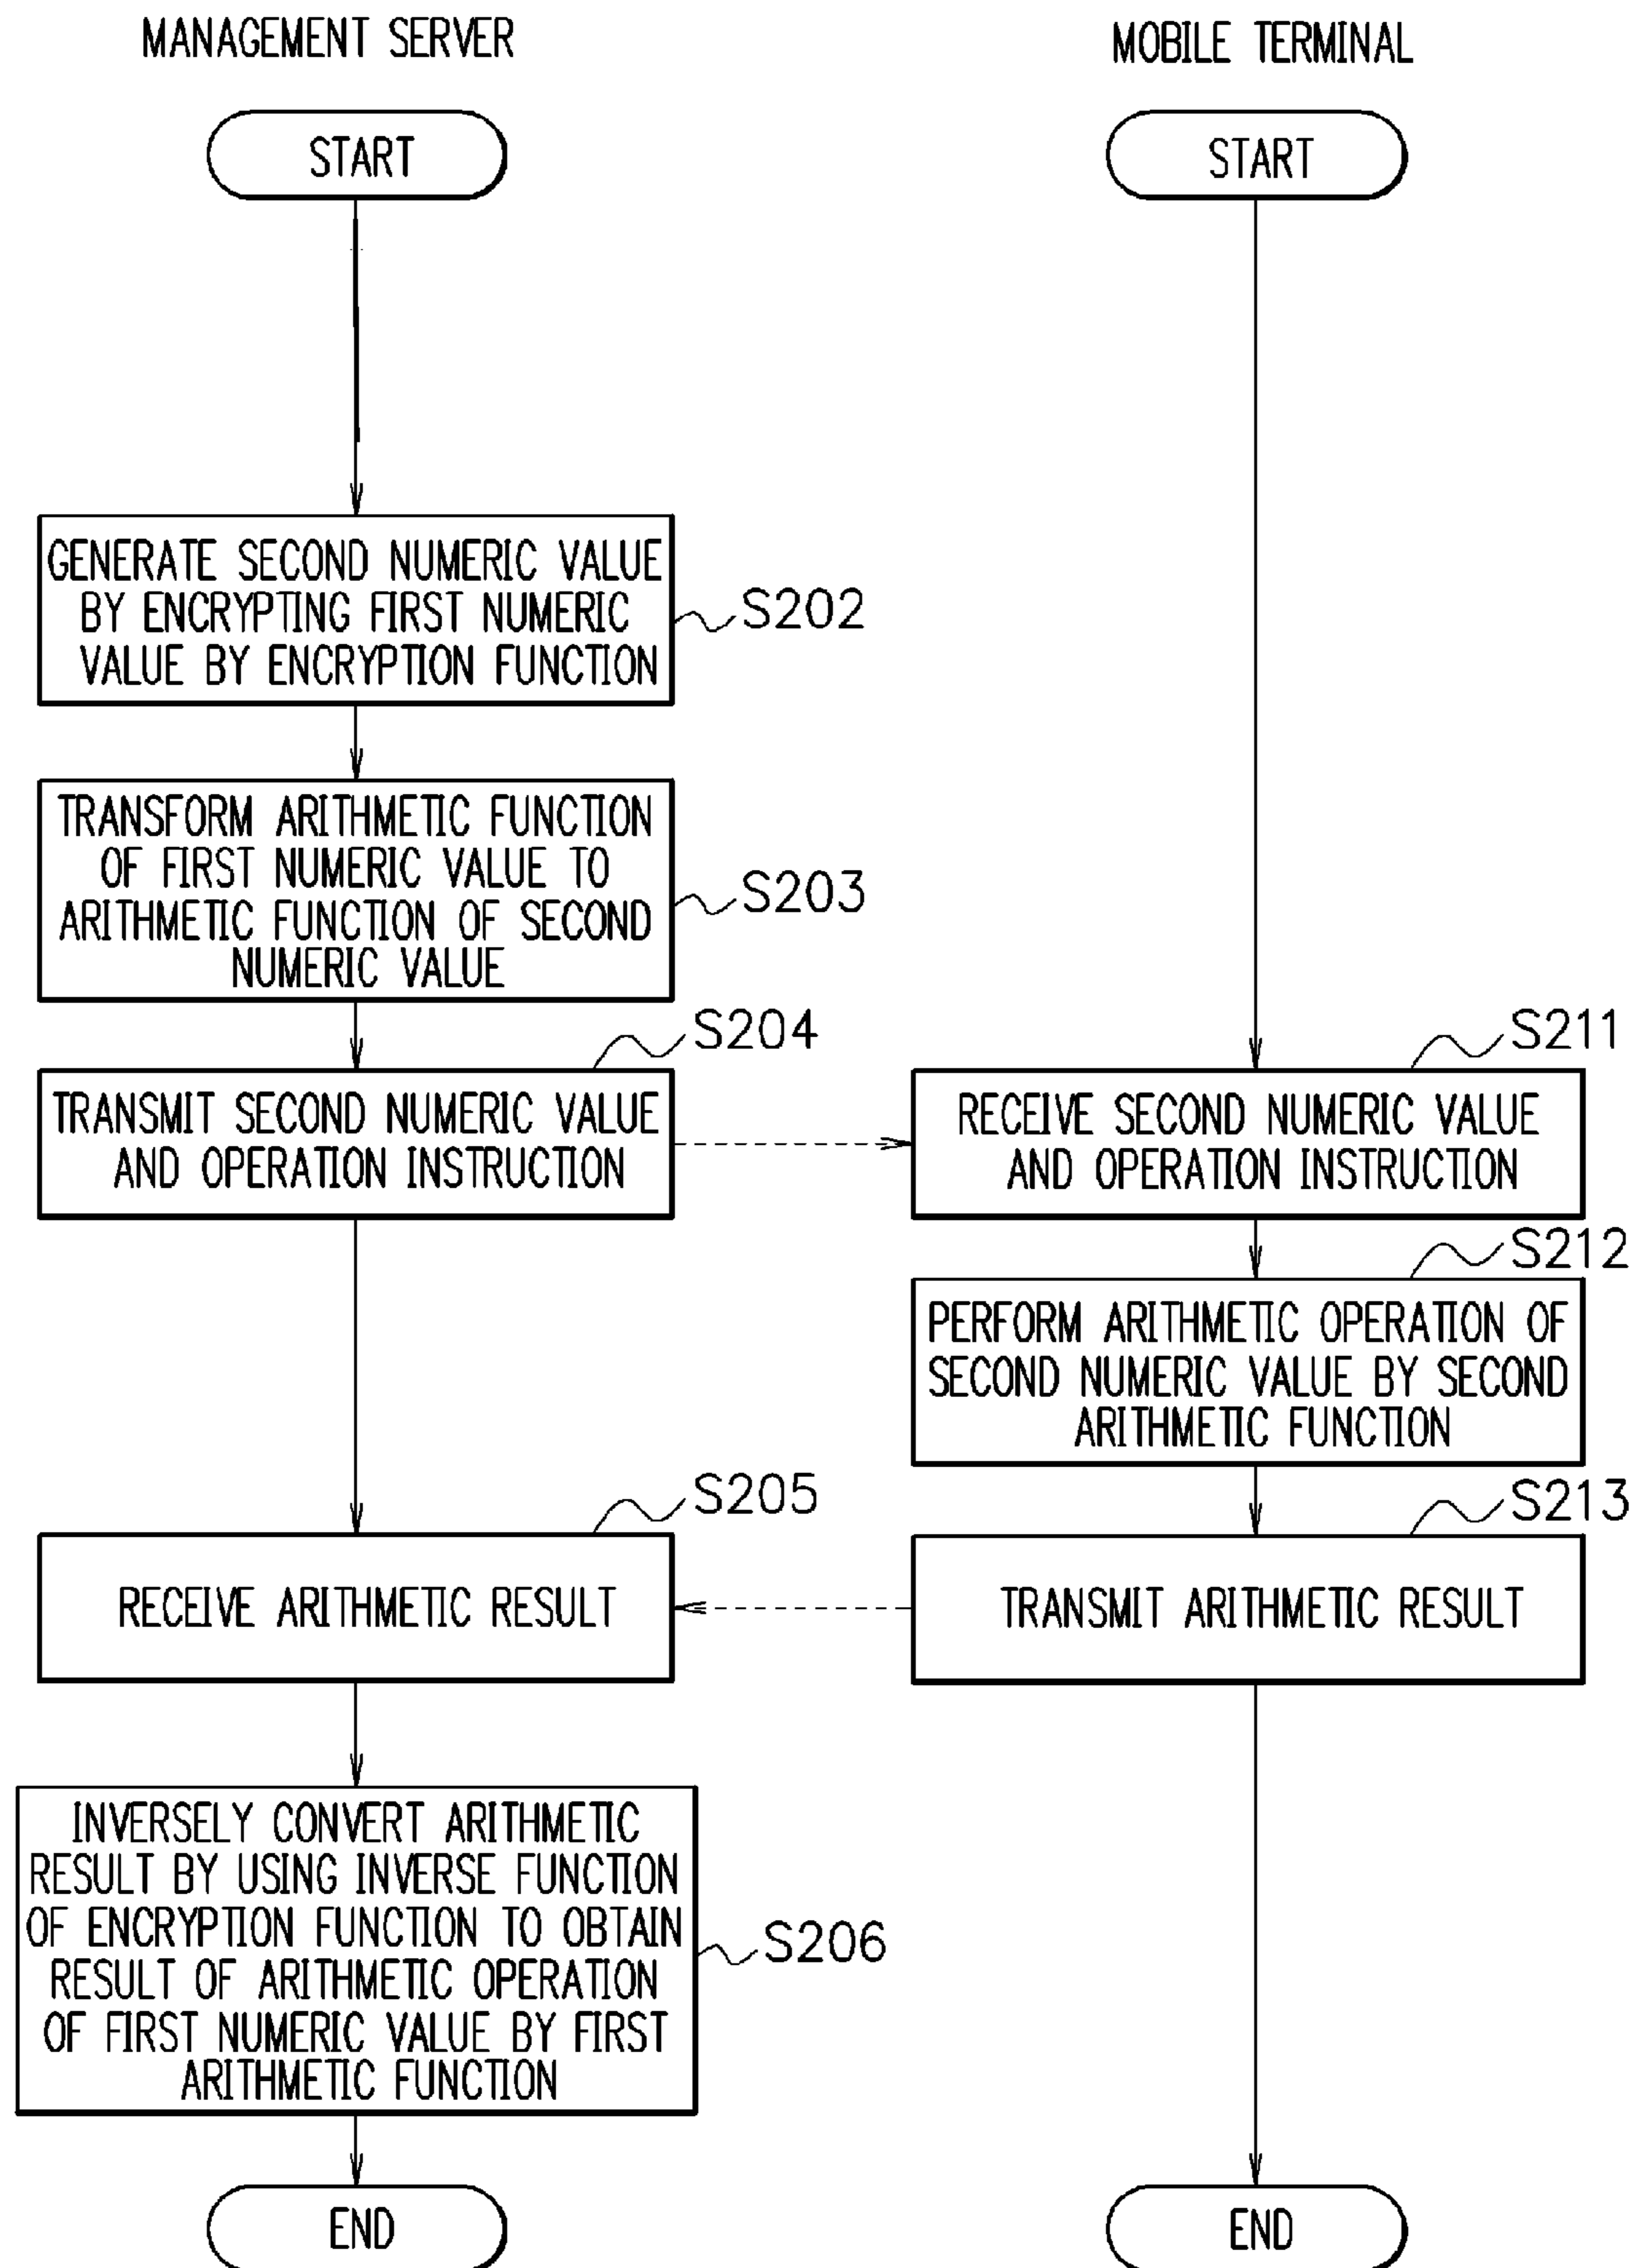 MANAGEMENT SERVER
START
GENERATE SECOND NUMERIC VALUE
BY ENCRYPTING FIRST NUMERIC
VALUE BY ENCRYPTION FUNCTION
S202
TRANSFORM ARITHMETIC FUNCTION
OF FIRST NUMERIC VALUE TO
ARITHMETIC FUNCTION OF SECOND
NUMERIC VALUE
S203
S204
TRANSMIT SECOND NUMERIC VALUE
AND OPERATION INSTRUCTION
S205
RECEIVE ARITHMETIC RESULT
INVERSELY CONVERT ARITHMETIC
RESULT BY USING INVERSE FUNCTION
OF ENCRYPTION FUNCTION TO OBTAIN
RESULT OF ARITHMETIC OPERATION
OF FIRST NUMERIC VALUE BY FIRST
ARITHMETIC FUNCTION
S206
END
MOBILE TERMINAL
START
S211
RECEIVE SECOND NUMERIC VALUE
AND OPERATION INSTRUCTION
S212
PERFORM ARITHMETIC OPERATION OF
SECOND NUMERIC VALUE BY SECOND
ARITHMETIC FUNCTION
S213
TRANSMIT ARITHMETIC RESULT
END